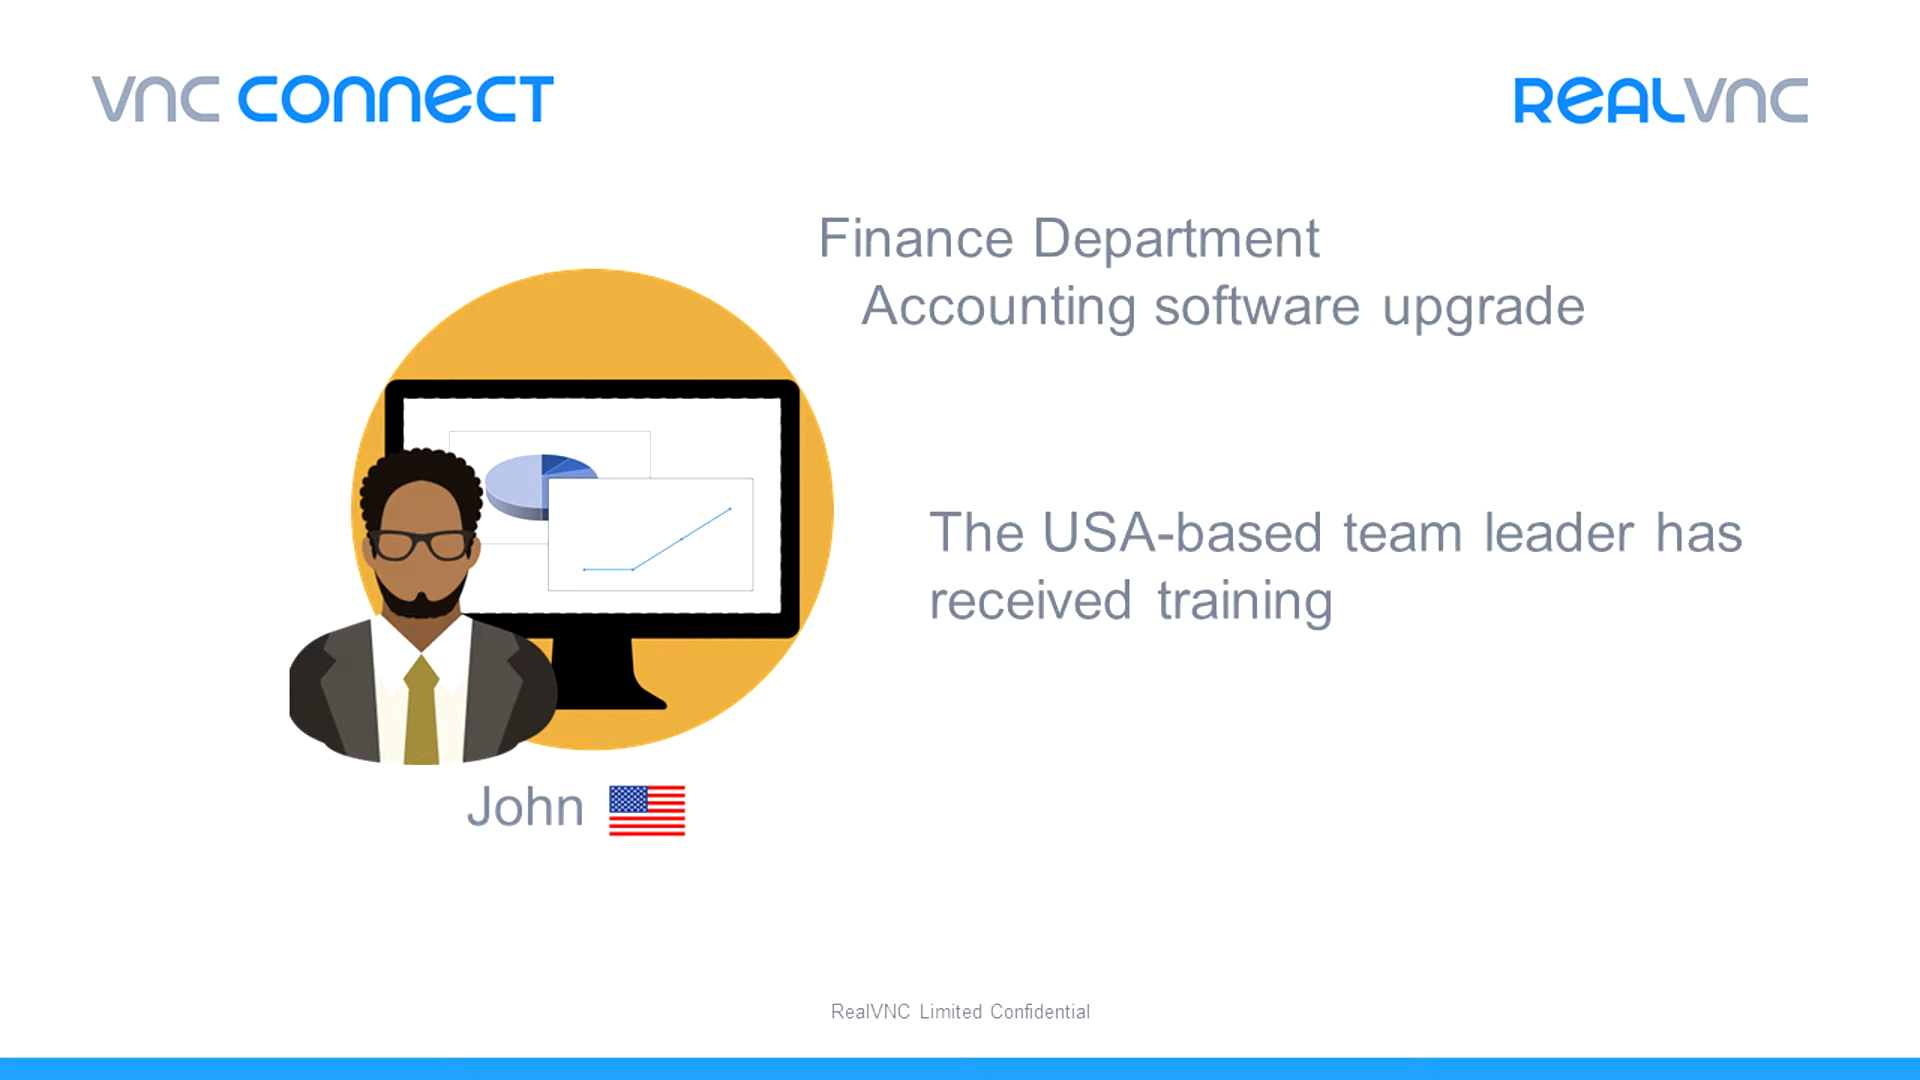 vnc connect
RealVNC
Finance Department
Accounting software upgrade
The USA-based team leader has
received training
John
RealVNC Limited Confidential